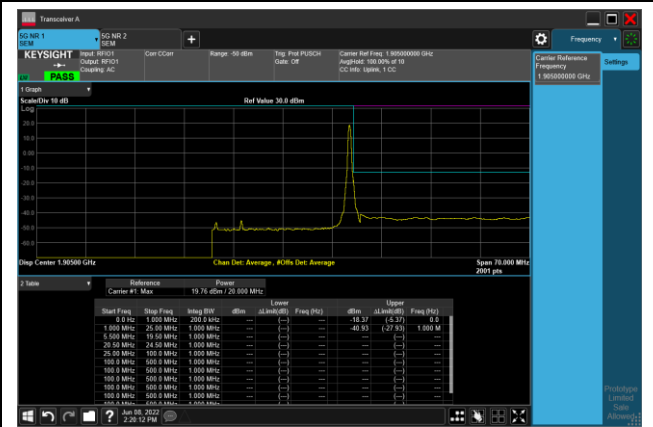 Transceiver A
5G NR 1
SEM
5G NR 2
SEM
Frequency
KEYSIGHT
PASS
Input: RFIO1
Output: RFIO1
Coupling: AC
Corr CCorr
Range: -50 dBm
Trig: Prot PUSCH
Gate: Off
Carrier Ref Freq: 1.905000000 GHz
Avg|Hold: 100.00% of 10
CC Info: Uplink, 1 CC
Carrier Reference
Frequency
1.905000000 GHz
Settings
1 Graph
Scale/Div 10 dB
Ref Value 30.0 dBm
Log
20.0
10.0
0.00
-10.0
-20.0
-30.0
-40.0
-50.0
-60.0
Disp Center 1.90500 GHz
Chan Det: Average, #Offs Det: Average
Span 70.000 MHz
2001 pts
2 Table
Reference Power
Carrier #1: Max 19.76 dBm / 20.000 MHz
Lower Upper
Start Freq Stop Freq Integ BW dBm ΔLimit(dB) Freq (Hz) dBm ΔLimit(dB) Freq (Hz)
0.0 Hz 1.000 MHz 200.0 kHz --- (---) --- -18.37 (-5.37) 0.0
1.000 MHz 25.00 MHz 1.000 MHz --- (---) --- -40.93 (-27.93) 1.000 M
5.500 MHz 19.50 MHz 1.000 MHz --- (---) --- --- (---) ---
20.50 MHz 24.50 MHz 1.000 MHz --- (---) --- --- (---) ---
25.00 MHz 100.0 MHz 1.000 MHz --- (---) --- --- (---) ---
100.0 MHz 500.0 MHz 1.000 MHz --- (---) --- --- (---) ---
100.0 MHz 500.0 MHz 1.000 MHz --- (---) --- --- (---) ---
100.0 MHz 500.0 MHz 1.000 MHz --- (---) --- --- (---) ---
100.0 MHz 500.0 MHz 1.000 MHz --- (---) --- --- (---) ---
100.0 MHz 500.0 MHz 1.000 MHz --- (---) --- --- (---) ---
Prototype
Limited
Sale
Allowed
Jun 08, 2022
2:20:12 PM